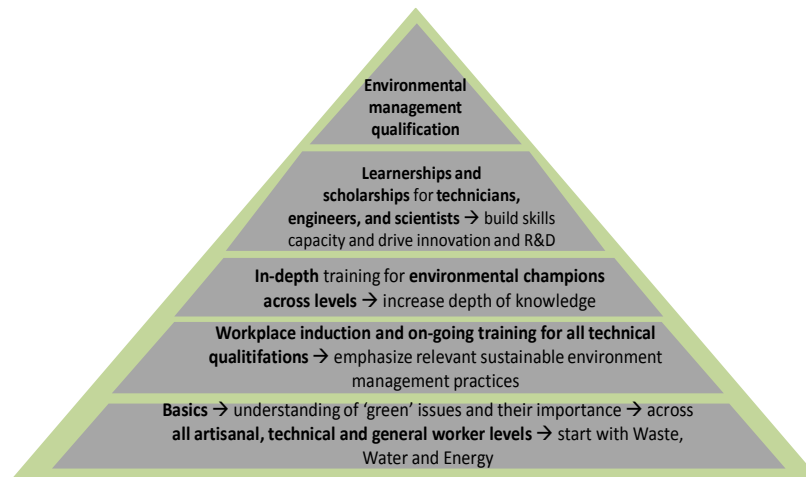 Environmental
management
qualification
Learnerships and
scholarships for technicians,
engineers, and scientists → build skills
capacity and drive innovation and R&D
In-depth training for environmental champions
across levels → increase depth of knowledge
Workplace induction and on-going training for all technical
qualitifations → emphasize relevant sustainable environment
management practices
Basics → understanding of ‘green’ issues and their importance → across
all artisanal, technical and general worker levels → start with Waste,
Water and Energy